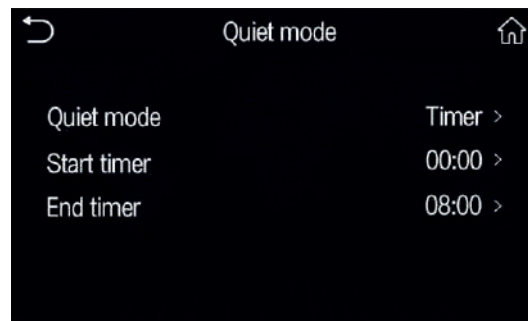 Quiet mode
Quiet mode Timer >
Start timer 00:00 >
End timer 08:00 >